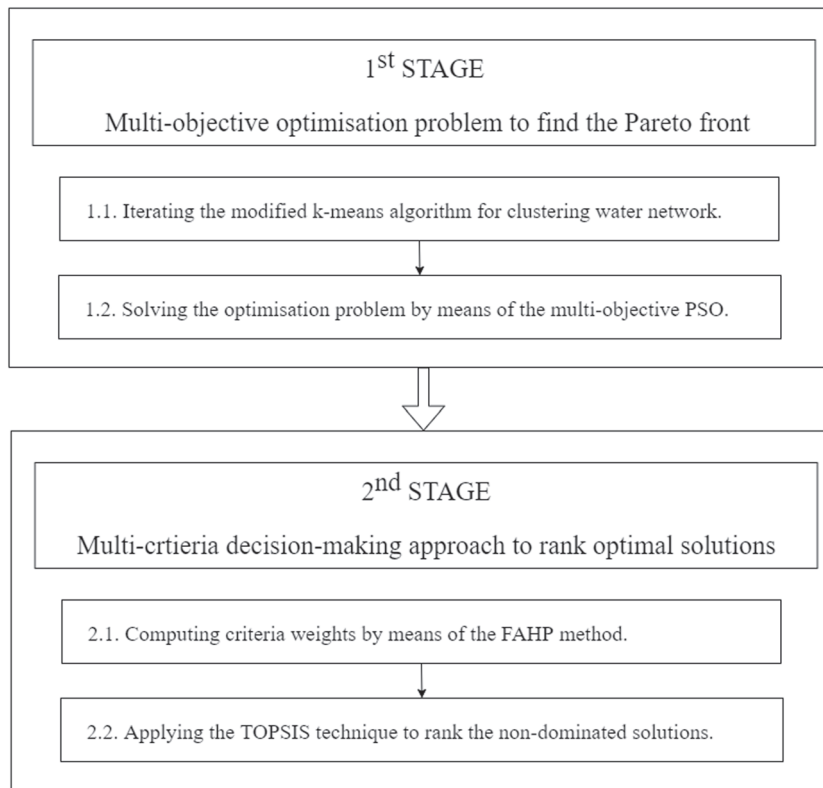 1st STAGE
Multi-objective optimisation problem to find the Pareto front
1.1. Iterating the modified k-means algorithm for clustering water network.
1.2. Solving the optimisation problem by means of the multi-objective PSO.
2nd STAGE
Multi-crtieria decision-making approach to rank optimal solutions
2.1. Computing criteria weights by means of the FAHP method.
2.2. Applying the TOPSIS technique to rank the non-dominated solutions.